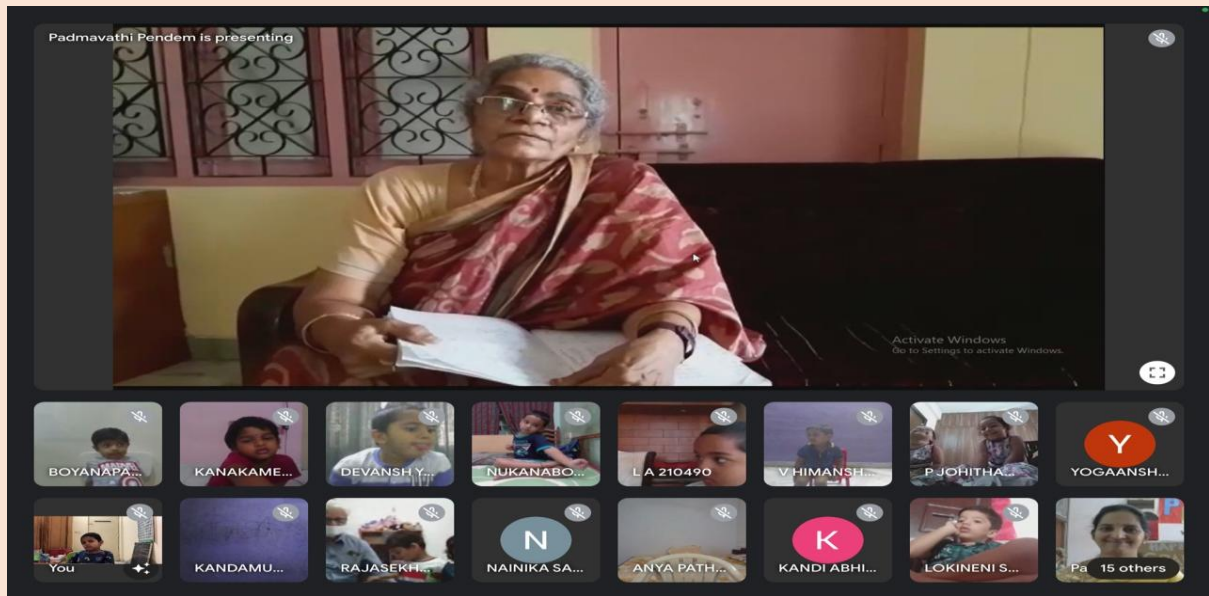 Padmavathi Pendem is presenting
Activate Windows
Go to Settings to activate Windows.
BOYANAPA...
KANAKAME...
DEVANSH Y...
NUKANABO...
L A 210490
V HIMANSH...
P JOHITHA...
Y
YOGAANSH...
You
KANDAMU...
RAJASEKH...
N
NAINIKA SA...
ANYA PATH...
K
KANDI ABHI...
LOKINENI S...
Pa
15 others